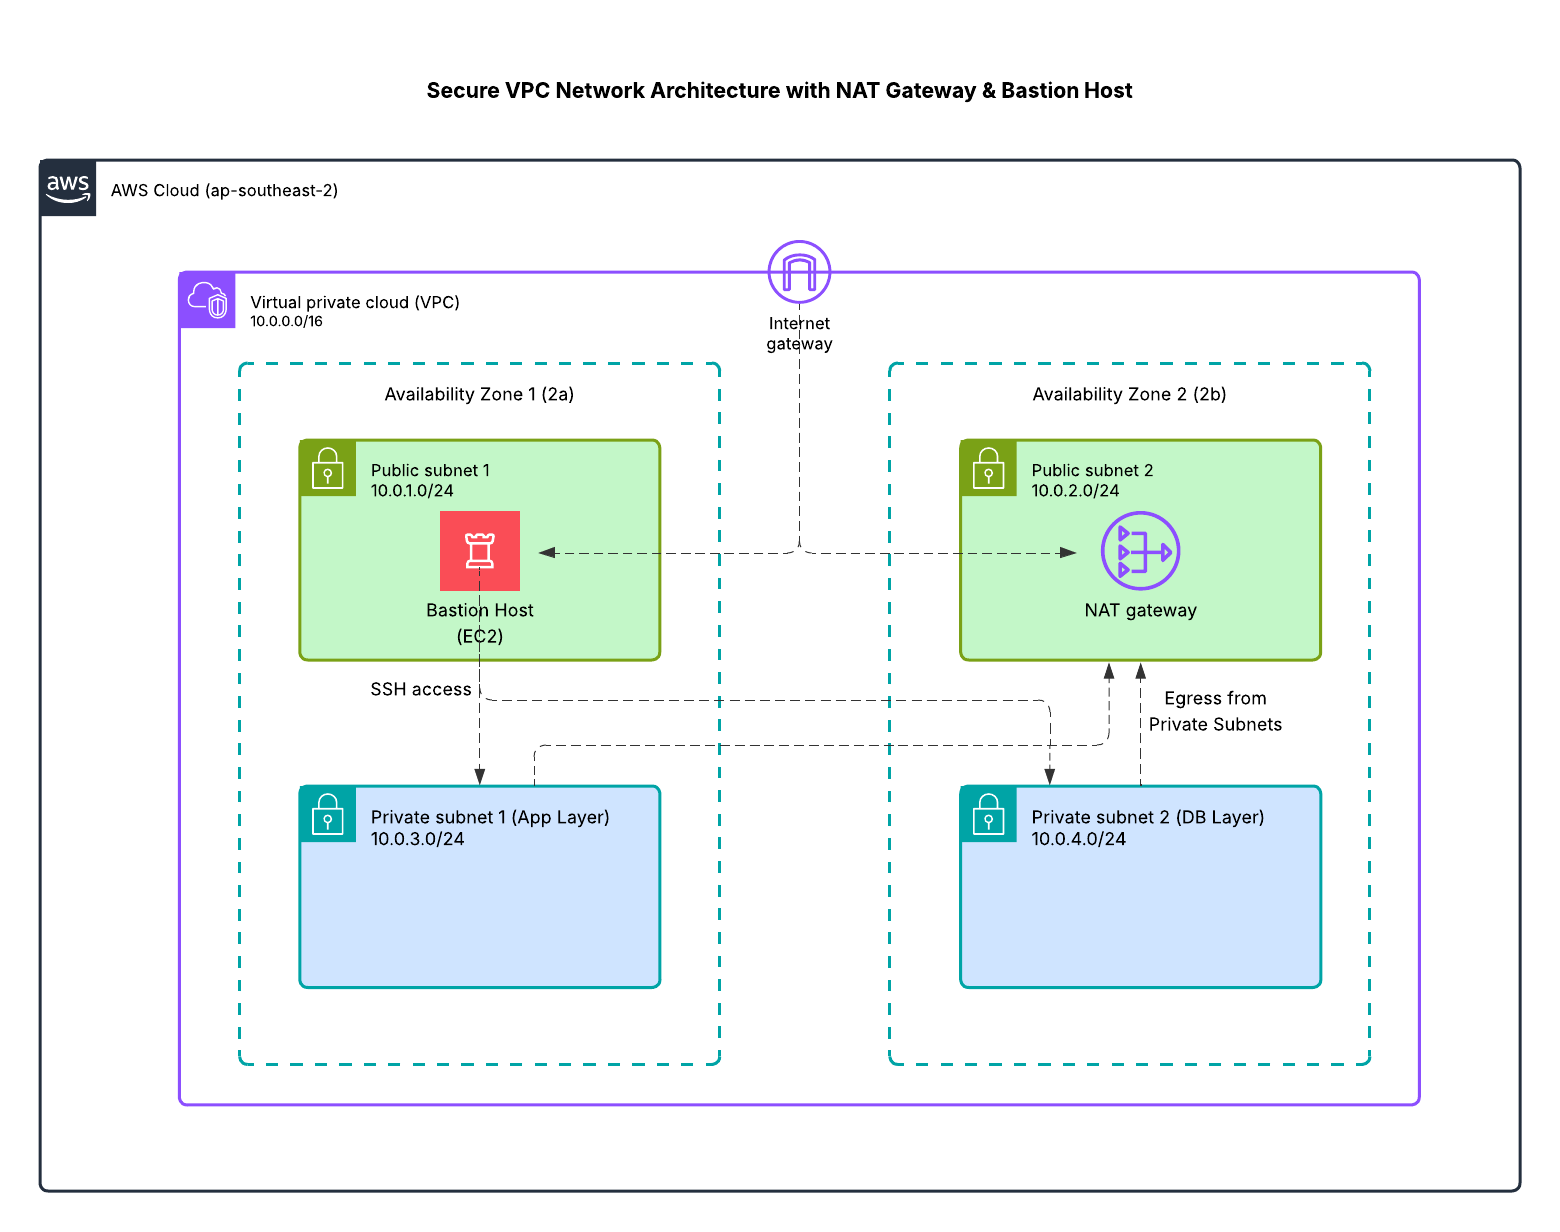 Secure VPC Network Architecture with NAT Gateway & Bastion Host
aws
AWS Cloud (ap-southeast-2)
Virtual private cloud (VPC)
10.0.0.0/16
Internet
gateway
Availability Zone 1 (2a)
Availability Zone 2 (2b)
Public subnet 1
10.0.1.0/24
Bastion Host
(EC2)
Public subnet 2
10.0.2.0/24
NAT gateway
SSH access
Egress from
Private Subnets
Private subnet 1 (App Layer)
10.0.3.0/24
Private subnet 2 (DB Layer)
10.0.4.0/24